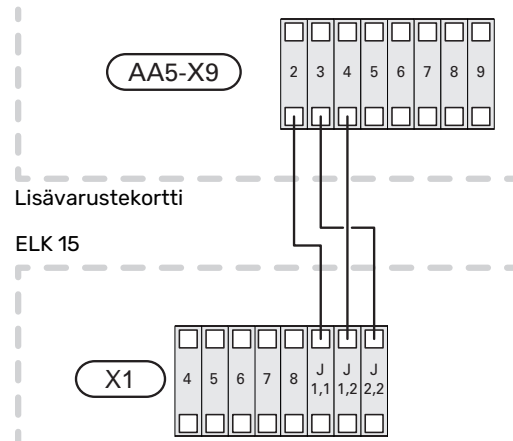 AA5-X9
2 3 4 5 6 7 8 9
Lisävarustekortti
ELK 15
X1
4 5 6 7 8 J 1,1 J 1,2 J 2,2